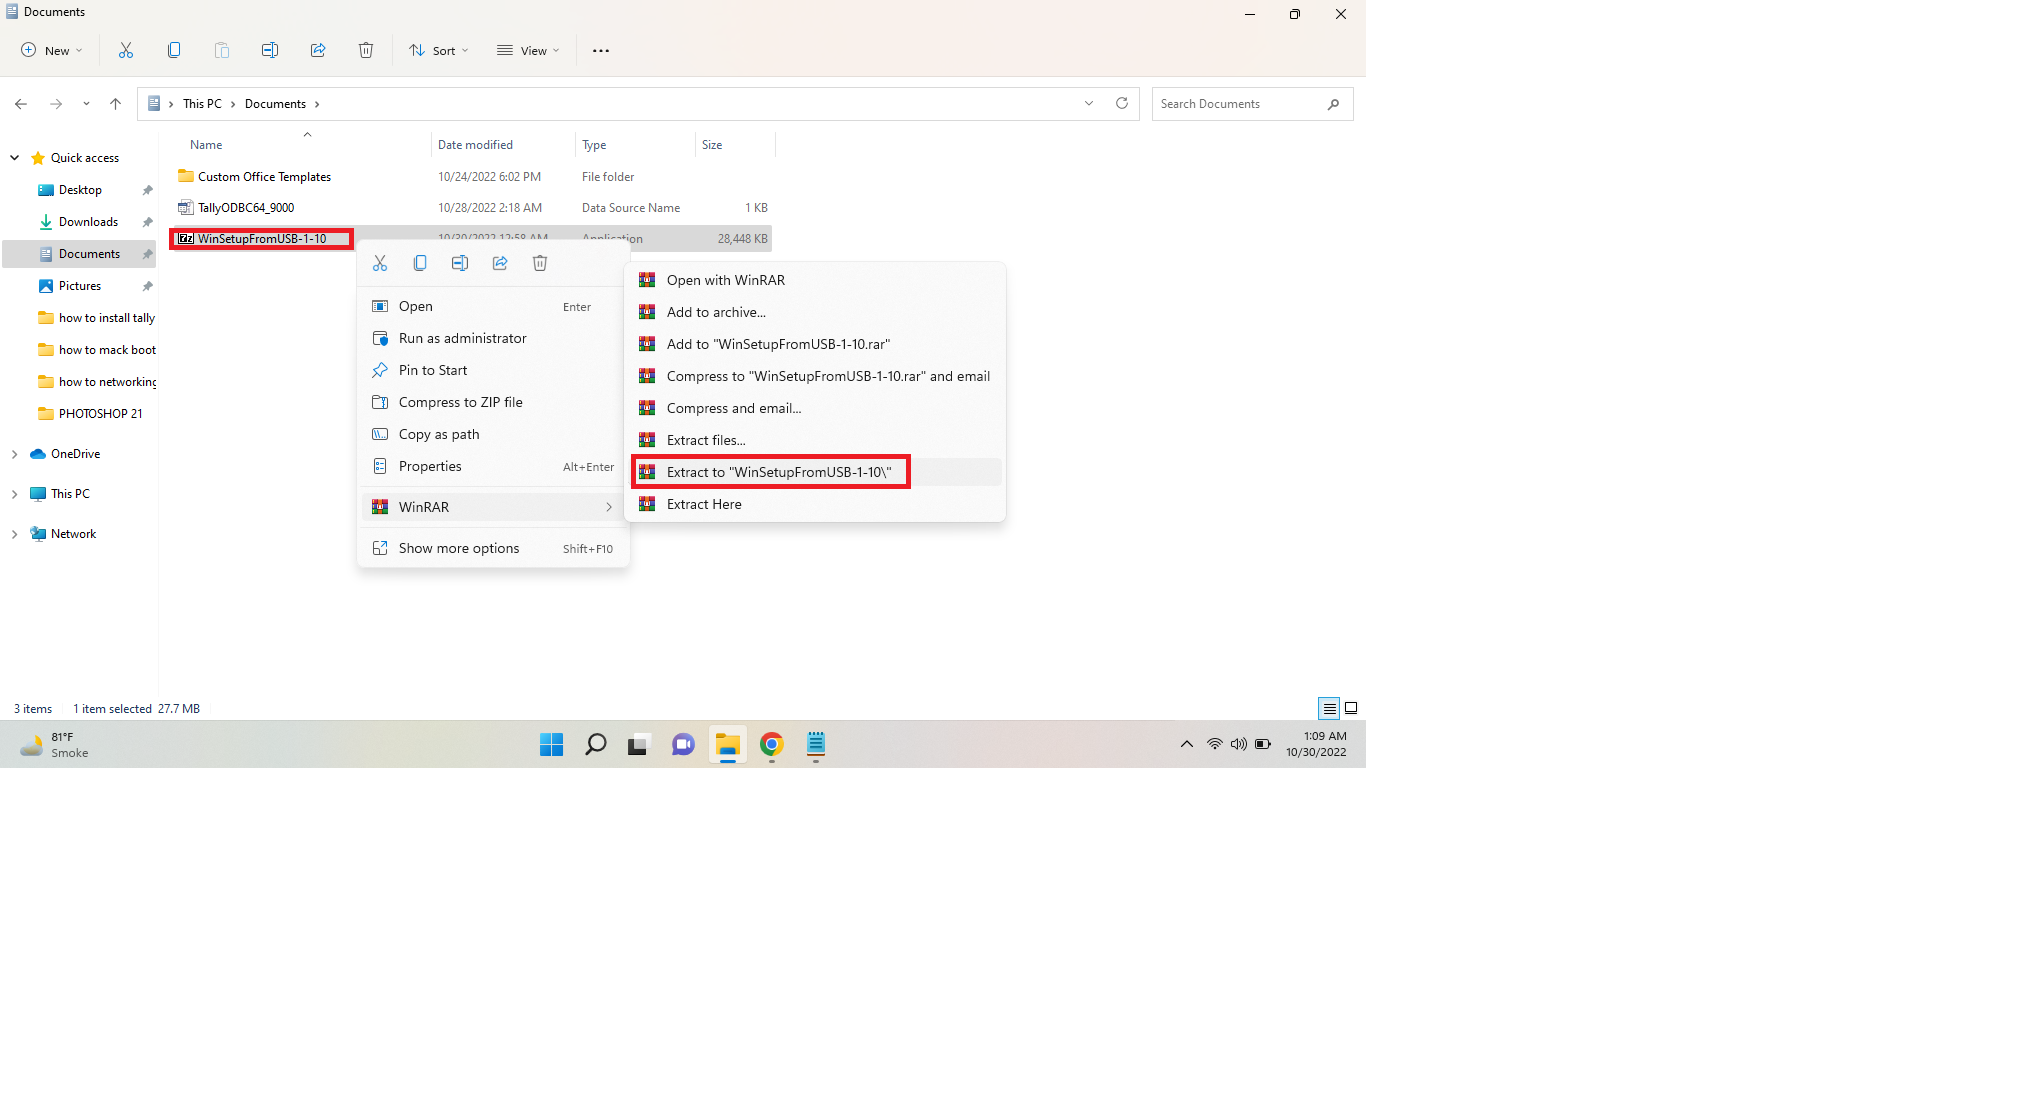 Documents
New
Sort
View
This PC
Documents
Search Documents
Name
Date modified
Type
Size
Quick access
Desktop
Downloads
Documents
Pictures
how to install tally
how to mack boot
how to networking
PHOTOSHOP 21
OneDrive
This PC
Network
Custom Office Templates 10/24/2022 6:02 PM File folder
TallyODBC64_9000 10/28/2022 2:18 AM Data Source Name 1 KB
WinSetupFromUSB-1-10 10/30/2022 12:58 AM Application 28,448 KB
Open Enter
Run as administrator
Pin to Start
Compress to ZIP file
Copy as path
Properties Alt+Enter
WinRAR
Show more options Shift+F10
Open with WinRAR
Add to archive...
Add to "WinSetupFromUSB-1-10.rar"
Compress to "WinSetupFromUSB-1-10.rar" and email
Compress and email...
Extract files...
Extract to "WinSetupFromUSB-1-10\"
Extract Here
3 items 1 item selected 27.7 MB
81°F
Smoke
1:09 AM
10/30/2022